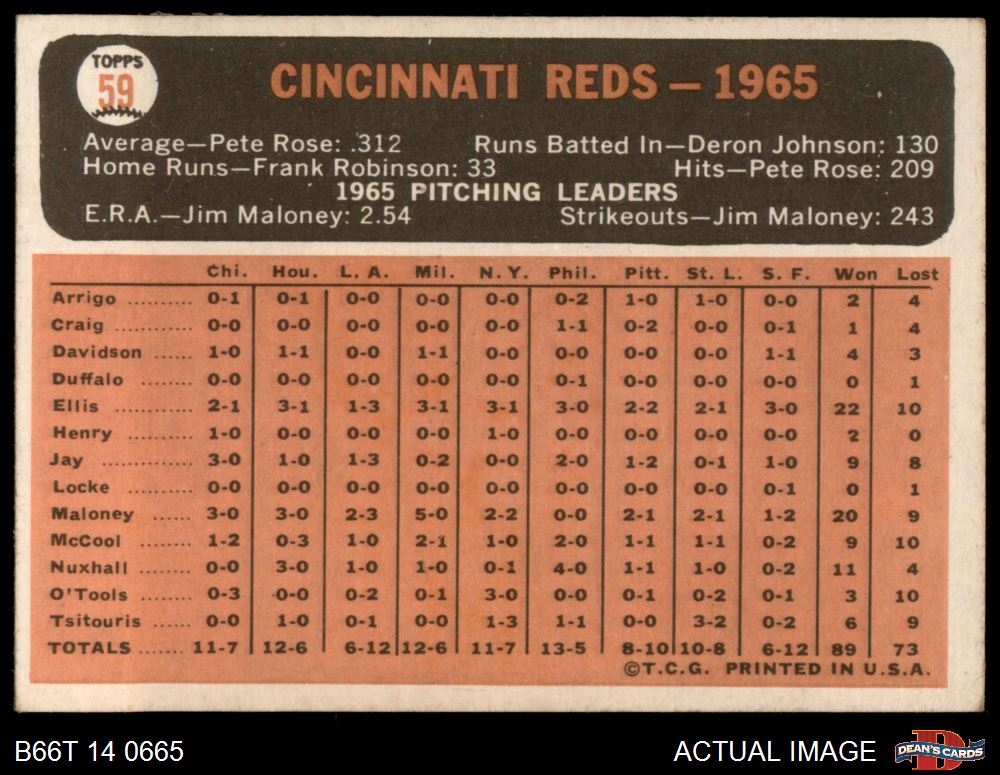 TOPPS
59
CINCINNATI REDS – 1965
Average—Pete Rose: .312 Runs Batted In—Deron Johnson: 130
Home Runs—Frank Robinson: 33 Hits—Pete Rose: 209
1965 PITCHING LEADERS
E.R.A.—Jim Maloney: 2.54 Strikeouts—Jim Maloney: 243
Chi. Hou. L. A. Mil. N. Y. Phil. Pitt. St. L. S. F. Won Lost
Arrigo .......... 0-1 0-1 0-0 0-0 0-0 0-2 1-0 1-0 0-0 2 4
Craig ............ 0-0 0-0 0-0 0-0 0-0 1-1 0-2 0-0 0-1 1 4
Davidson ...... 1-0 1-1 0-0 1-1 0-0 0-0 0-0 0-0 1-1 4 3
Duffalo ........ 0-0 0-0 0-0 0-0 0-0 0-1 0-0 0-0 0-0 0 1
Ellis ............ 2-1 3-1 1-3 3-1 3-1 3-0 2-2 2-1 3-0 22 10
Henry .......... 1-0 0-0 0-0 0-0 1-0 0-0 0-0 0-0 0-0 2 0
Jay .............. 3-0 1-0 1-3 0-2 0-0 2-0 1-2 0-1 1-0 9 8
Locke .......... 0-0 0-0 0-0 0-0 0-0 0-0 0-0 0-0 0-1 0 1
Maloney ...... 3-0 3-0 2-3 5-0 2-2 0-0 2-1 2-1 1-2 20 9
McCool ........ 1-2 0-3 1-0 2-1 1-0 2-0 1-1 1-1 0-2 9 10
Nuxhall ........ 0-0 3-0 1-0 1-0 0-1 4-0 1-1 1-0 0-2 11 4
O'Tools ........ 0-3 0-0 0-2 0-1 3-0 0-0 0-1 0-2 0-1 3 10
Tsitouris ...... 0-0 1-0 0-1 0-0 1-3 1-1 0-0 3-2 0-2 6 9
TOTALS ...... 11-7 12-6 6-12 12-6 11-7 13-5 8-10 10-8 6-12 89 73
©T.C.G. PRINTED IN U.S.A.
B66T 14 0665 ACTUAL IMAGE D DEAN'S CARDS